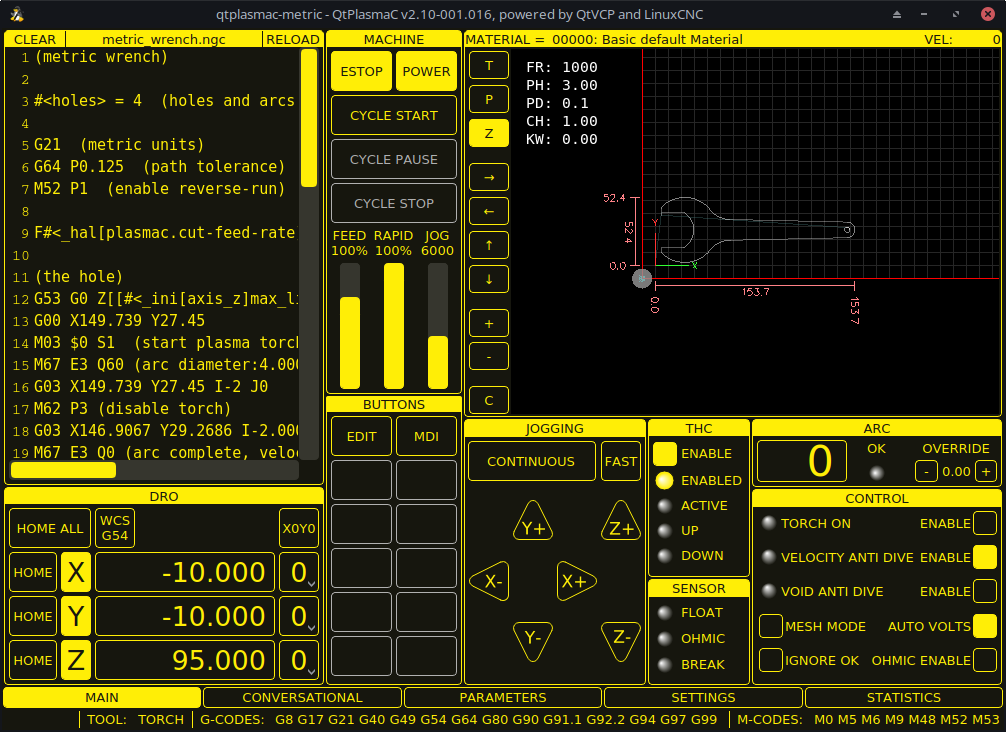 qtplasmac-metric - QtPlasmaC v2.10-001.016, powered by QtVCP and LinuxCNC
CLEAR metric_wrench.ngc RELOAD
1 (metric wrench)
2
3 #<holes> = 4 (holes and arcs
4
5 G21 (metric units)
6 G64 P0.125 (path tolerance)
7 M52 P1 (enable reverse-run)
8
9 F#<_hal[plasmac.cut-feed-rate
10
11 (the hole)
12 G53 G0 Z[[#<_ini[axis_z]max_li
13 G00 X149.739 Y27.45
14 M03 $0 S1 (start plasma torch
15 M67 E3 Q60 (arc diameter:4.000
16 G03 X149.739 Y27.45 I-2 J0
17 M62 P3 (disable torch)
18 G03 X146.9067 Y29.2686 I-2.000
19 M67 E3 Q0 (arc complete, veloc
MACHINE
ESTOP POWER
CYCLE START
CYCLE PAUSE
CYCLE STOP
FEED RAPID JOG
100% 100% 6000
BUTTONS
EDIT MDI
MATERIAL = 00000: Basic default Material VEL: 0
T
P
Z
→
←
↑
↓
+
-
C
FR: 1000
PH: 3.00
PD: 0.1
CH: 1.00
KW: 0.00
52.4
52.4
0.0
Y
X
0.0
153.7
153.7
DRO
HOME ALL WCS G54 X0Y0
HOME X -10.000 0
HOME Y -10.000 0
HOME Z 95.000 0
JOGGING
CONTINUOUS FAST
Y+ Z+
X- X+
Y- Z-
THC
ENABLE
ENABLED
ACTIVE
UP
DOWN
SENSOR
FLOAT
OHMIC
BREAK
ARC
0 OK OVERRIDE
- 0.00 +
CONTROL
TORCH ON ENABLE
VELOCITY ANTI DIVE ENABLE
VOID ANTI DIVE ENABLE
MESH MODE AUTO VOLTS
IGNORE OK OHMIC ENABLE
MAIN CONVERSATIONAL PARAMETERS SETTINGS STATISTICS
TOOL: TORCH G-CODES: G8 G17 G21 G40 G49 G54 G64 G80 G90 G91.1 G92.2 G94 G97 G99 M-CODES: M0 M5 M6 M9 M48 M52 M53